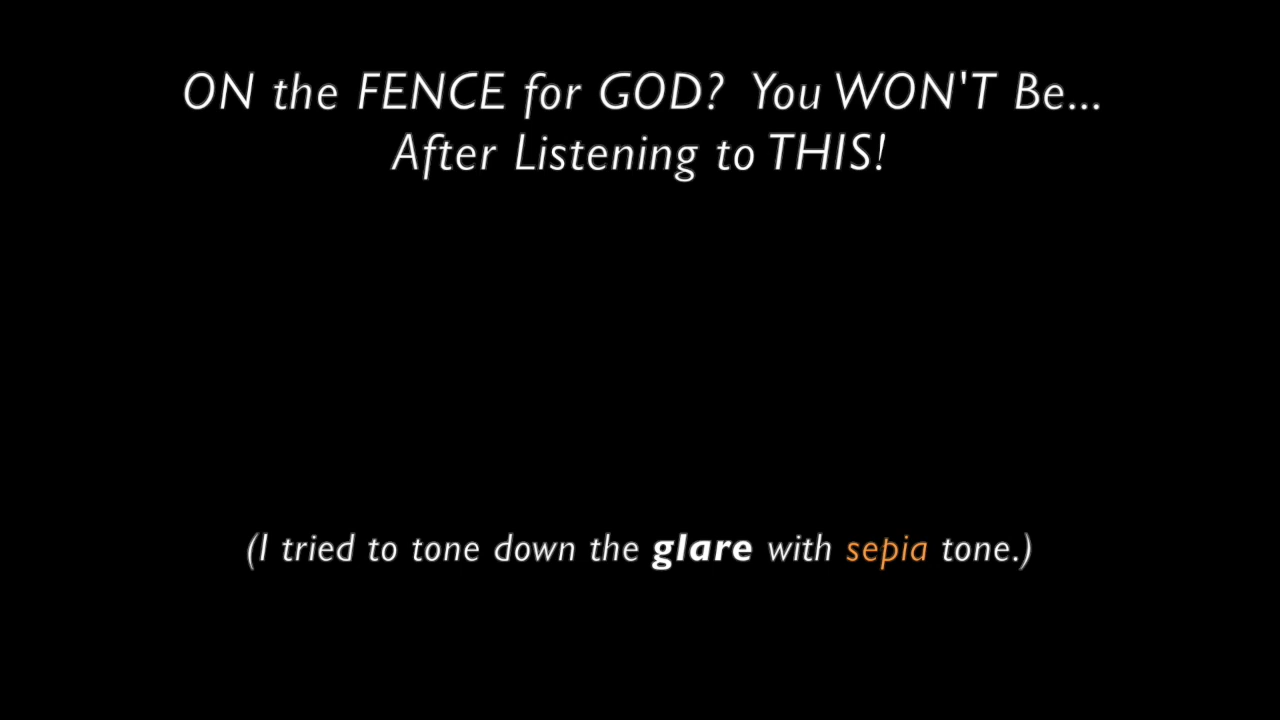 ON the FENCE for GOD? You WON'T Be...
After Listening to THIS!
(I tried to tone down the glare with sepia tone.)